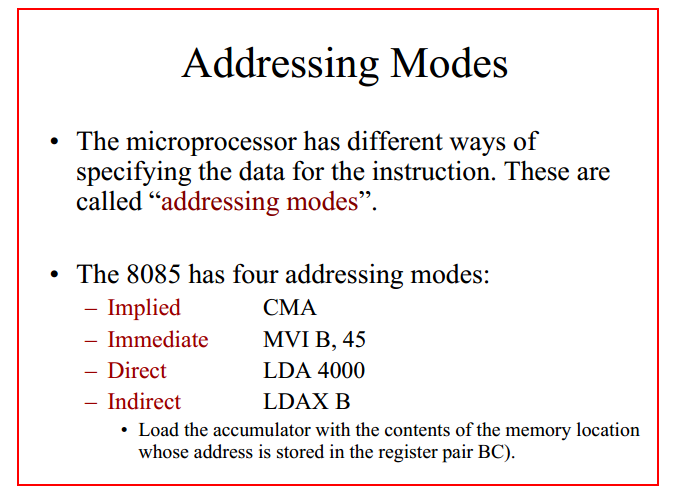 Addressing Modes
• The microprocessor has different ways of
specifying the data for the instruction. These are
called “addressing modes”.
• The 8085 has four addressing modes:
– Implied CMA
– Immediate MVI B, 45
– Direct LDA 4000
– Indirect LDAX B
• Load the accumulator with the contents of the memory location
whose address is stored in the register pair BC).